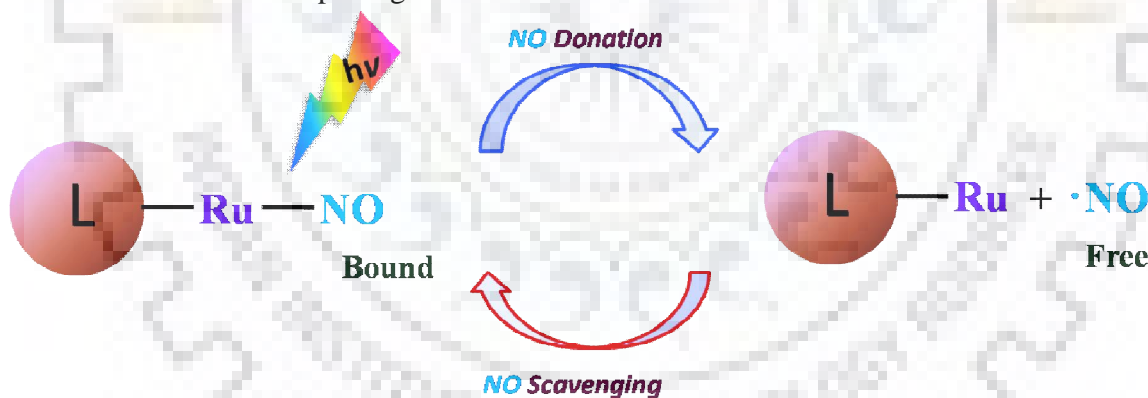 NO Donation
hν
L Ru NO
Bound
L Ru + ·NO
Free
NO Scavenging